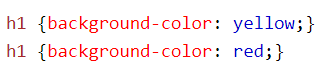 h1 {background-color: yellow;}
h1 {background-color: red;}